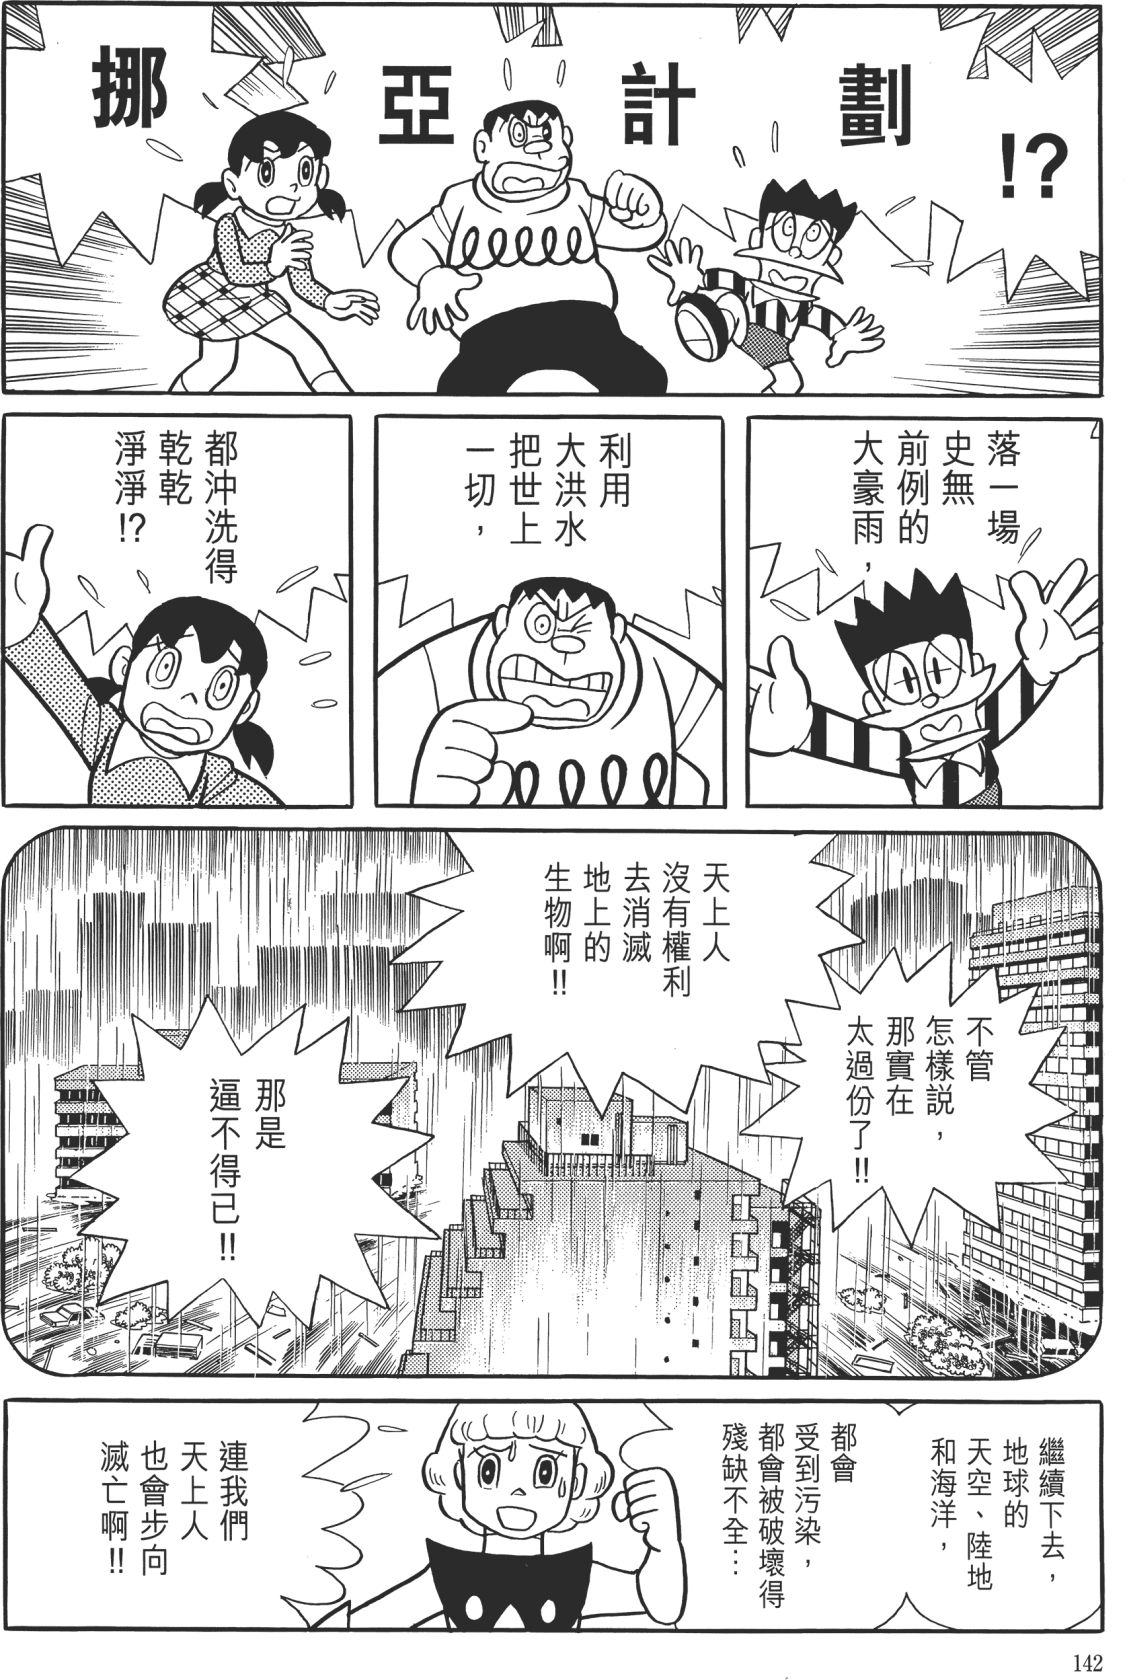 挪亞計劃!?
落一場
史無
前例的
大豪雨，
利用
大洪水
把世上
一切，
都沖洗得
乾乾
淨淨!?
不管
怎樣説，
那實在
太過份了!!
天上人
沒有權利
去消滅
地上的
生物啊!!
那是
逼不得已!!
繼續下去，
地球的
天空、陸地
和海洋，
都會
受到污染，
都會被破壞得
殘缺不全…
連我們
天上人
也會步向
滅亡啊!!
142